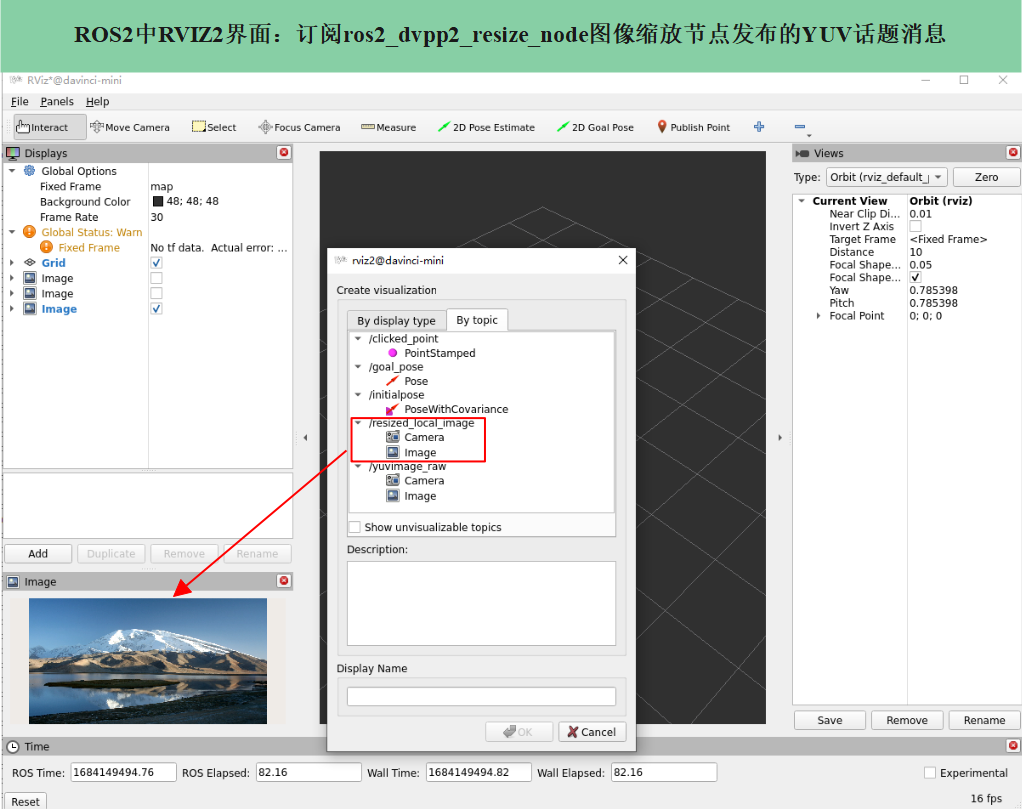 ROS2中RVIZ2界面：订阅ros2_dvpp2_resize_node图像缩放节点发布的YUV话题消息
RViz*@davinci-mini
File Panels Help
Interact Move Camera Select Focus Camera Measure 2D Pose Estimate 2D Goal Pose Publish Point
Displays
Global Options
Fixed Frame map
Background Color 48; 48; 48
Frame Rate 30
Global Status: Warn
Fixed Frame No tf data. Actual error: ...
Grid
Image
Image
Image
Add Duplicate Remove Rename
Image
rviz2@davinci-mini
Create visualization
By display type By topic
/clicked_point
PointStamped
/goal_pose
Pose
/initialpose
PoseWithCovariance
/resized_local_image
Camera
Image
/yuvimage_raw
Camera
Image
Show unvisualizable topics
Description:
Display Name
OK Cancel
Views
Type: Orbit (rviz_default_ Zero
Current View Orbit (rviz)
Near Clip Di... 0.01
Invert Z Axis
Target Frame <Fixed Frame>
Distance 10
Focal Shape... 0.05
Focal Shape...
Yaw 0.785398
Pitch 0.785398
Focal Point 0; 0; 0
Save Remove Rename
Time
ROS Time: 1684149494.76 ROS Elapsed: 82.16 Wall Time: 1684149494.82 Wall Elapsed: 82.16 Experimental
Reset 16 fps